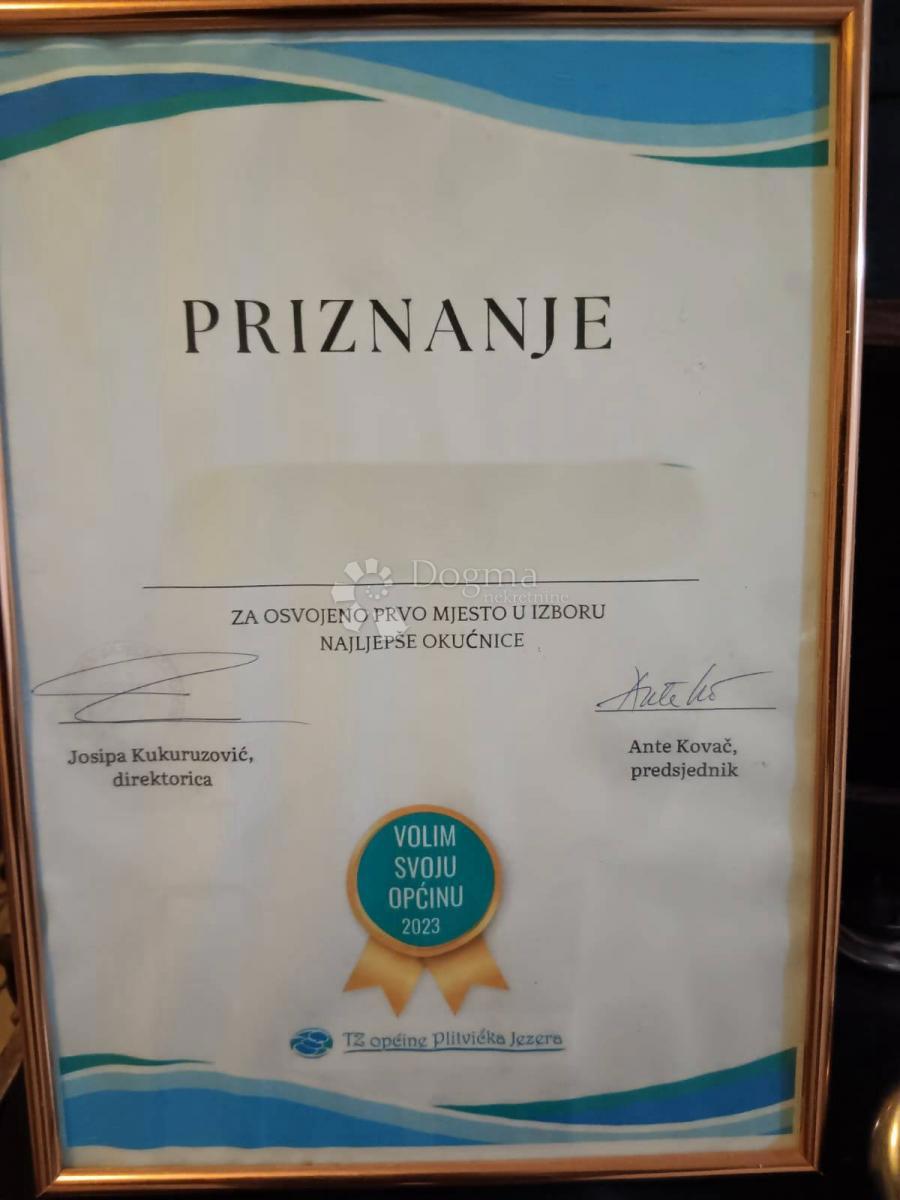 PRIZNANJE
Dogma
nekretnine
ZA OSVOJENO PRVO MJESTO U IZBORU
NAJLJEPŠE OKUĆNICE
Josipa Kukuruzović,
direktorica
Ante Kovač,
predsjednik
VOLIM
SVOJU
OPĆINU
2023
TZ općine Plitvička Jezera